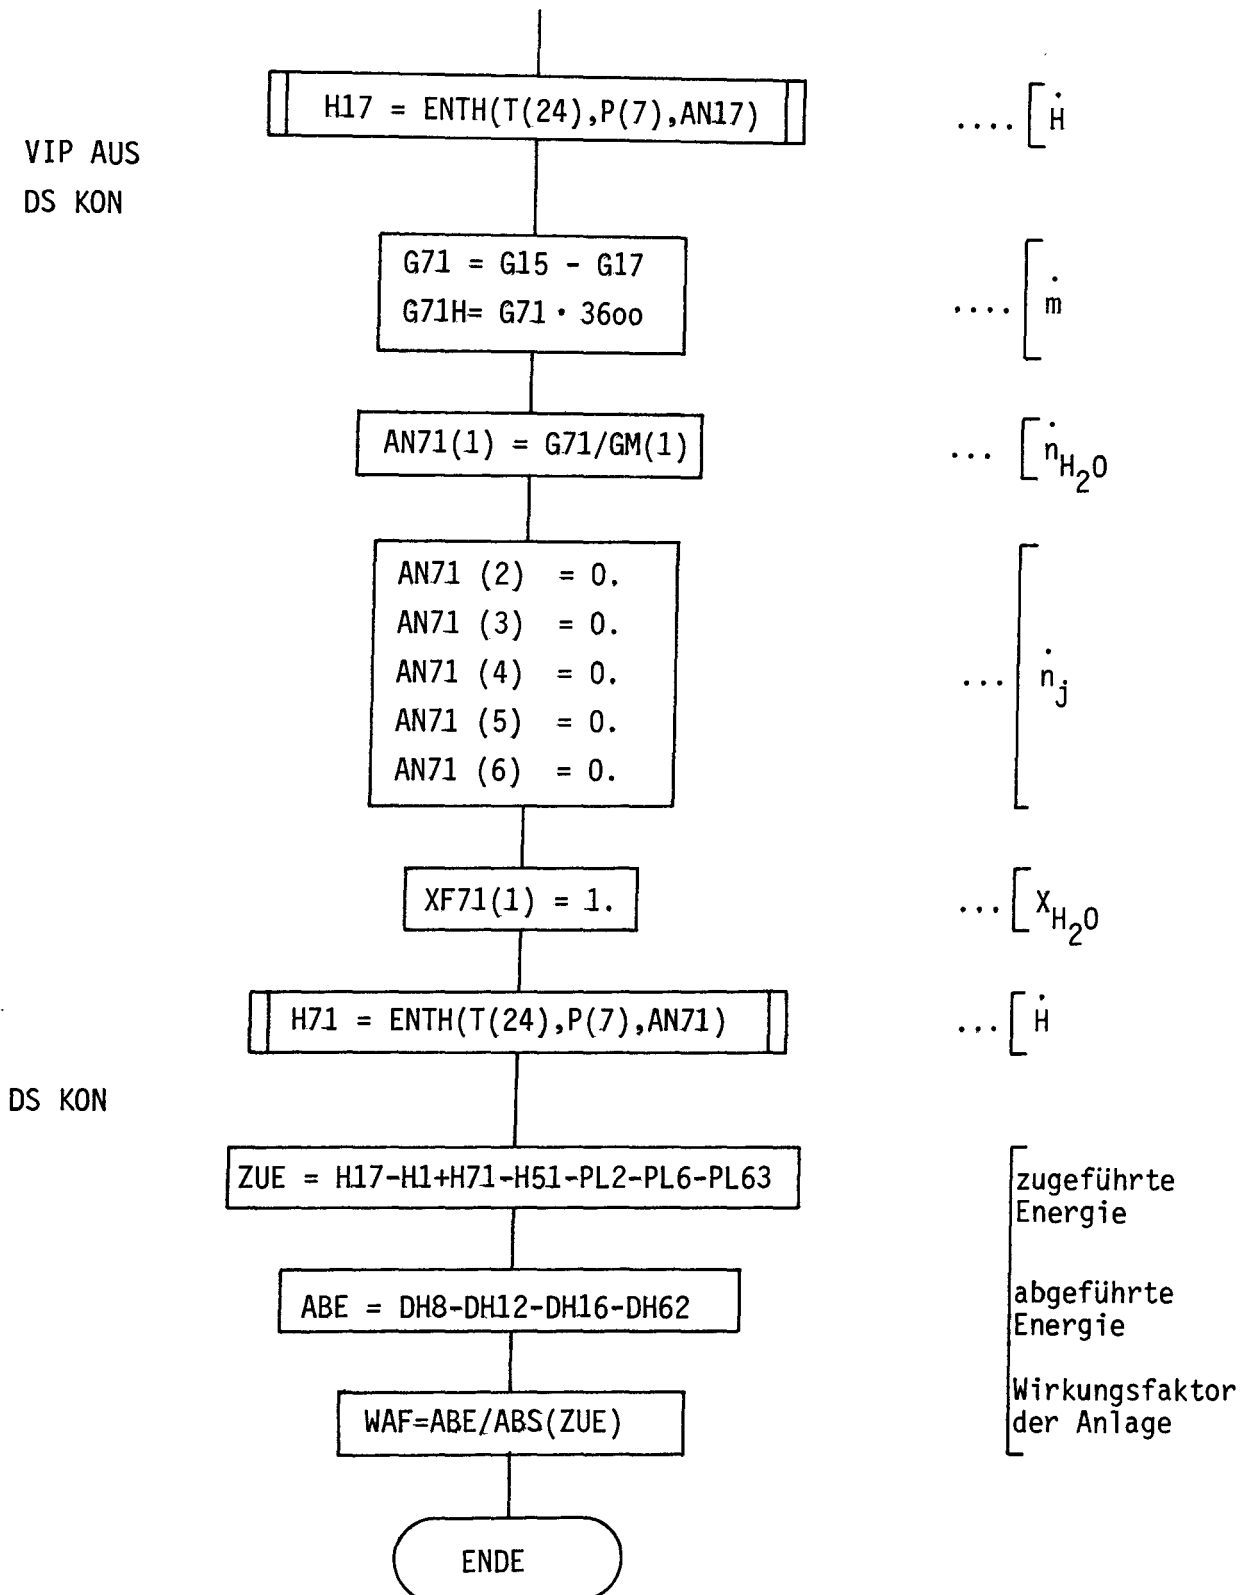 H17 = ENTH(T(24),P(7),AN17)
.... [ Ḣ
VIP AUS
DS KON
G71 = G15 - G17
G71H= G71 · 36oo
.... [ ṁ
AN71(1) = G71/GM(1)
... [ ṅH2O
AN71 (2) = 0.
AN71 (3) = 0.
AN71 (4) = 0.
AN71 (5) = 0.
AN71 (6) = 0.
... [ ṅj
XF71(1) = 1.
... [ XH2O
H71 = ENTH(T(24),P(7),AN71)
... [ Ḣ
DS KON
ZUE = H17-H1+H71-H51-PL2-PL6-PL63
zugeführte
Energie
ABE = DH8-DH12-DH16-DH62
abgeführte
Energie
WAF=ABE/ABS(ZUE)
Wirkungsfaktor
der Anlage
ENDE